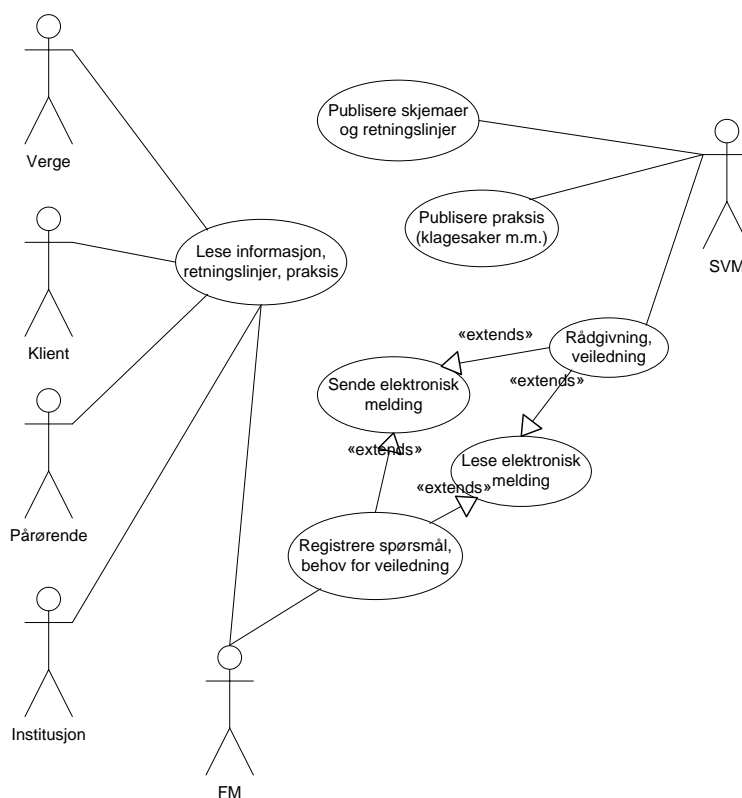 Verge
Publisere skjemaer
og retningslinjer
SVM
Publisere praksis
(klagesaker m.m.)
Lese informasjon,
retningslinjer, praksis
Klient
«extends»
Rådgivning,
veiledning
Sende elektronisk
melding
«extends»
«extends»
Lese elektronisk
melding
«extends»
Pårørende
Registrere spørsmål,
behov for veiledning
Institusjon
FM